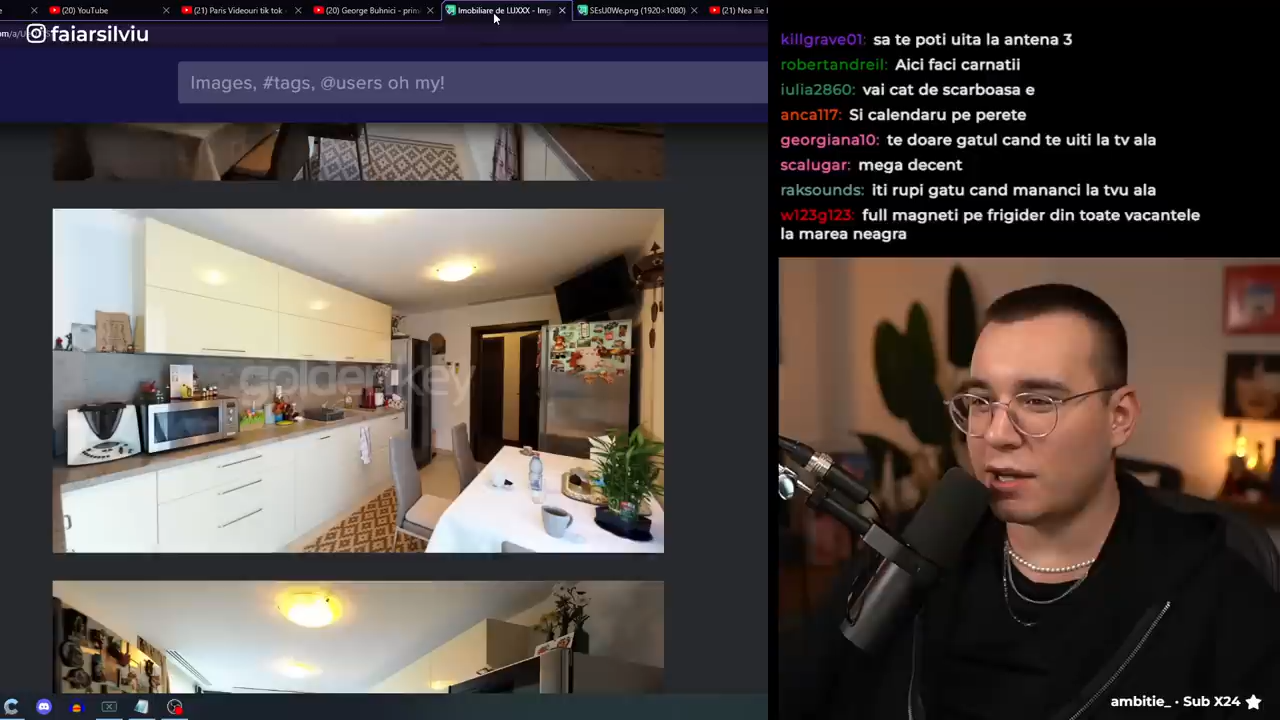 (20) YouTube
(21) Paris Videouri tik tok
(20) George Buhnici - prim
Imobiliare de LUXXX - Img
SEsU0We.png (1920×1080)
(21) Nea ilie
faiarsilviu
Images, #tags, @users oh my!
goldenkey
killgrave01: sa te poti uita la antena 3
robertandreil: Aici faci carnatii
iulia2860: vai cat de scarboasa e
anca117: Si calendaru pe perete
georgiana10: te doare gatul cand te uiti la tv ala
scalugar: mega decent
raksounds: iti rupi gatu cand mananci la tvu ala
w123g123: full magneti pe frigider din toate vacantele
la marea neagra
ambitie_ · Sub X24